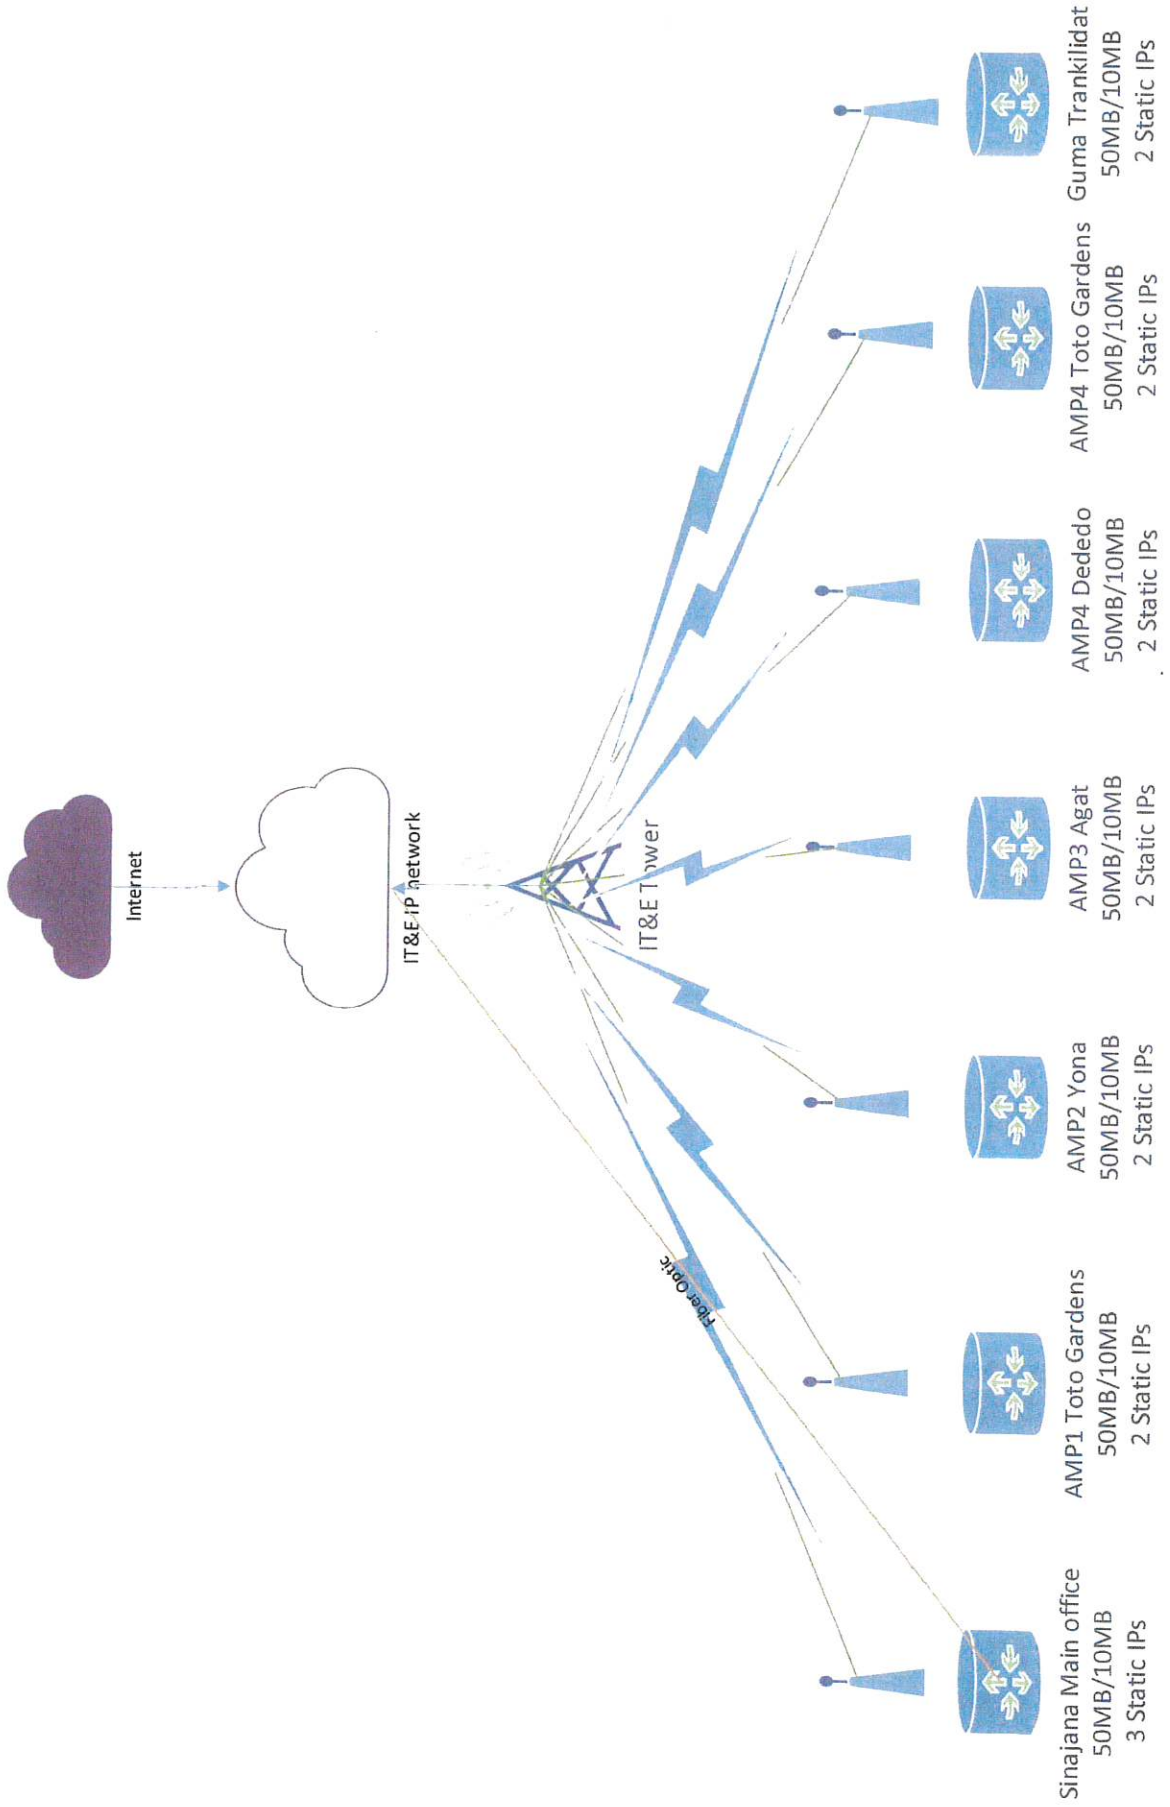 Internet
IT&E IP network
IT&E Tower
Fiber Optic
Sinajana Main office
50MB/10MB
3 Static IPs
AMP1 Toto Gardens
50MB/10MB
2 Static IPs
AMP2 Yona
50MB/10MB
2 Static IPs
AMP3 Agat
50MB/10MB
2 Static IPs
AMP4 Dededo
50MB/10MB
2 Static IPs
AMP4 Toto Gardens
50MB/10MB
2 Static IPs
Guma Trankilidat
50MB/10MB
2 Static IPs